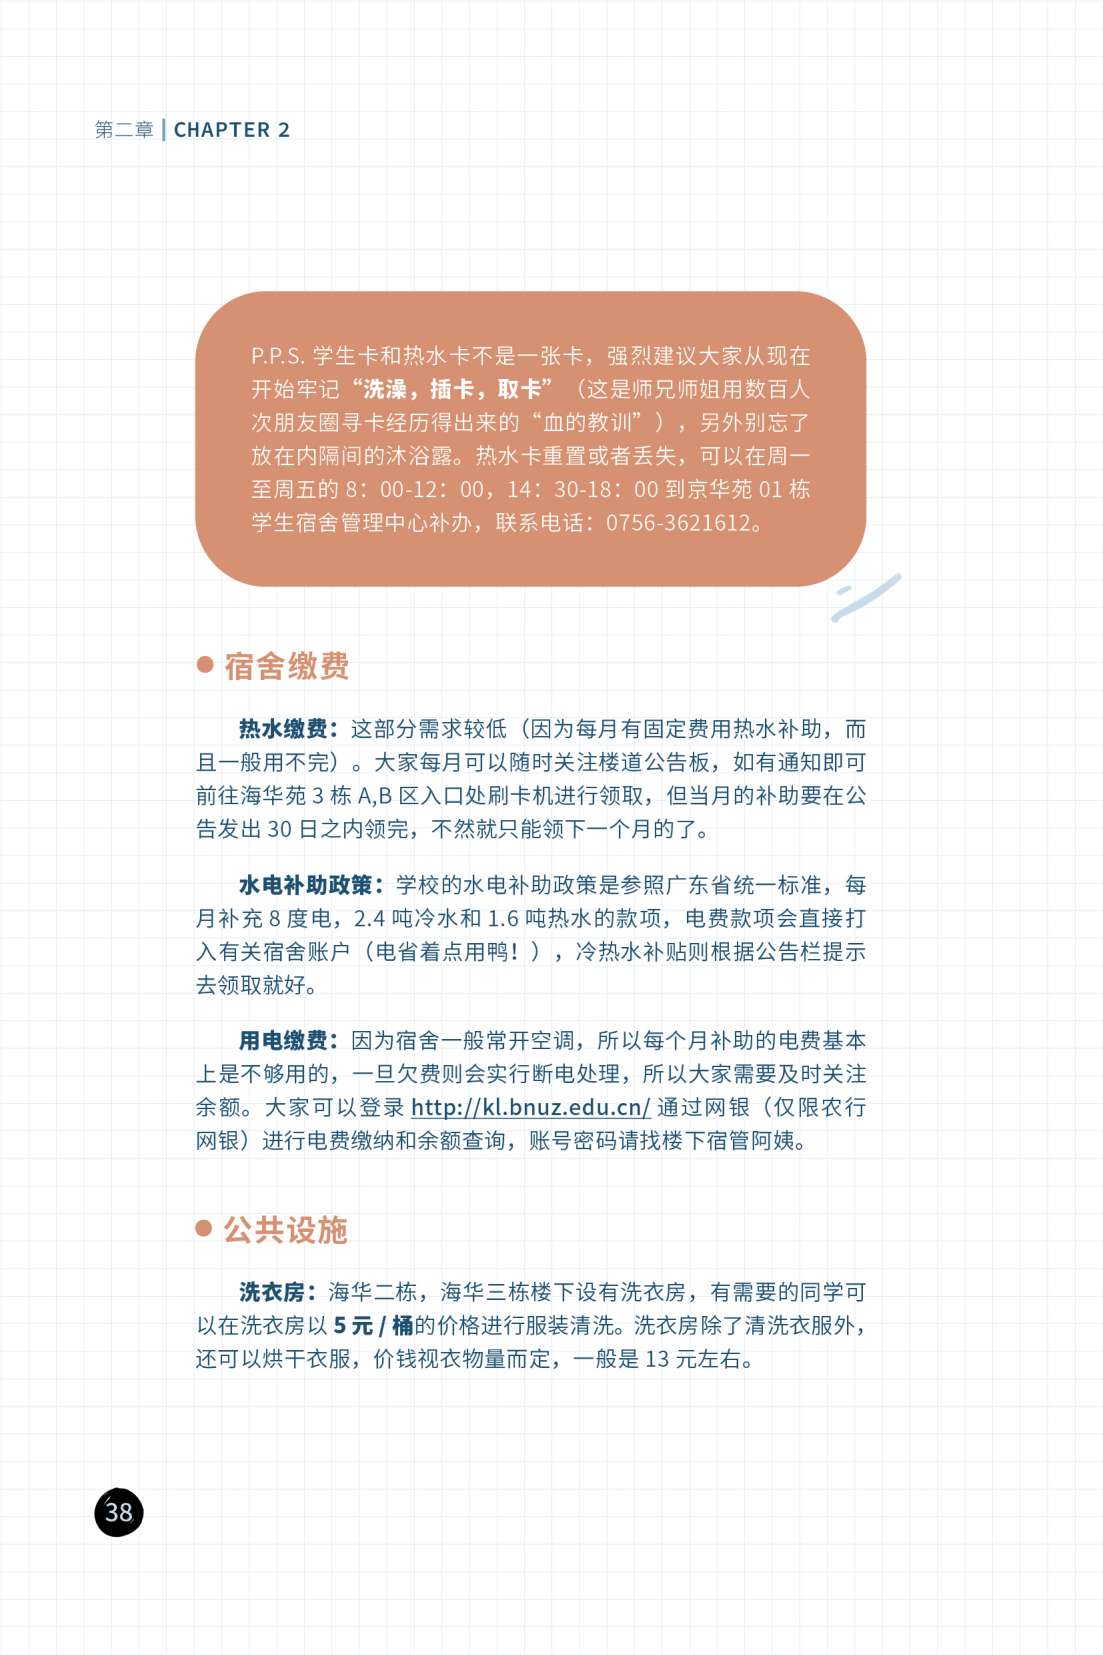 第二章 | CHAPTER 2
P.P.S. 学生卡和热水卡不是一张卡，强烈建议大家从现在
开始牢记“洗澡，插卡，取卡”（这是师兄师姐用数百人
次朋友圈寻卡经历得出来的“血的教训”），另外别忘了
放在内隔间的沐浴露。热水卡重置或者丢失，可以在周一
至周五的 8：00-12：00，14：30-18：00 到京华苑 01 栋
学生宿舍管理中心补办，联系电话：0756-3621612。
宿舍缴费
热水缴费：这部分需求较低（因为每月有固定费用热水补助，而
且一般用不完）。大家每月可以随时关注楼道公告板，如有通知即可
前往海华苑 3 栋 A,B 区入口处刷卡机进行领取，但当月的补助要在公
告发出 30 日之内领完，不然就只能领下一个月的了。
水电补助政策：学校的水电补助政策是参照广东省统一标准，每
月补充 8 度电，2.4 吨冷水和 1.6 吨热水的款项，电费款项会直接打
入有关宿舍账户（电省着点用鸭！），冷热水补贴则根据公告栏提示
去领取就好。
用电缴费：因为宿舍一般常开空调，所以每个月补助的电费基本
上是不够用的，一旦欠费则会实行断电处理，所以大家需要及时关注
余额。大家可以登录 http://kl.bnuz.edu.cn/ 通过网银（仅限农行
网银）进行电费缴纳和余额查询，账号密码请找楼下宿管阿姨。
公共设施
洗衣房：海华二栋，海华三栋楼下设有洗衣房，有需要的同学可
以在洗衣房以 5 元 / 桶的价格进行服装清洗。洗衣房除了清洗衣服外，
还可以烘干衣服，价钱视衣物量而定，一般是 13 元左右。
38